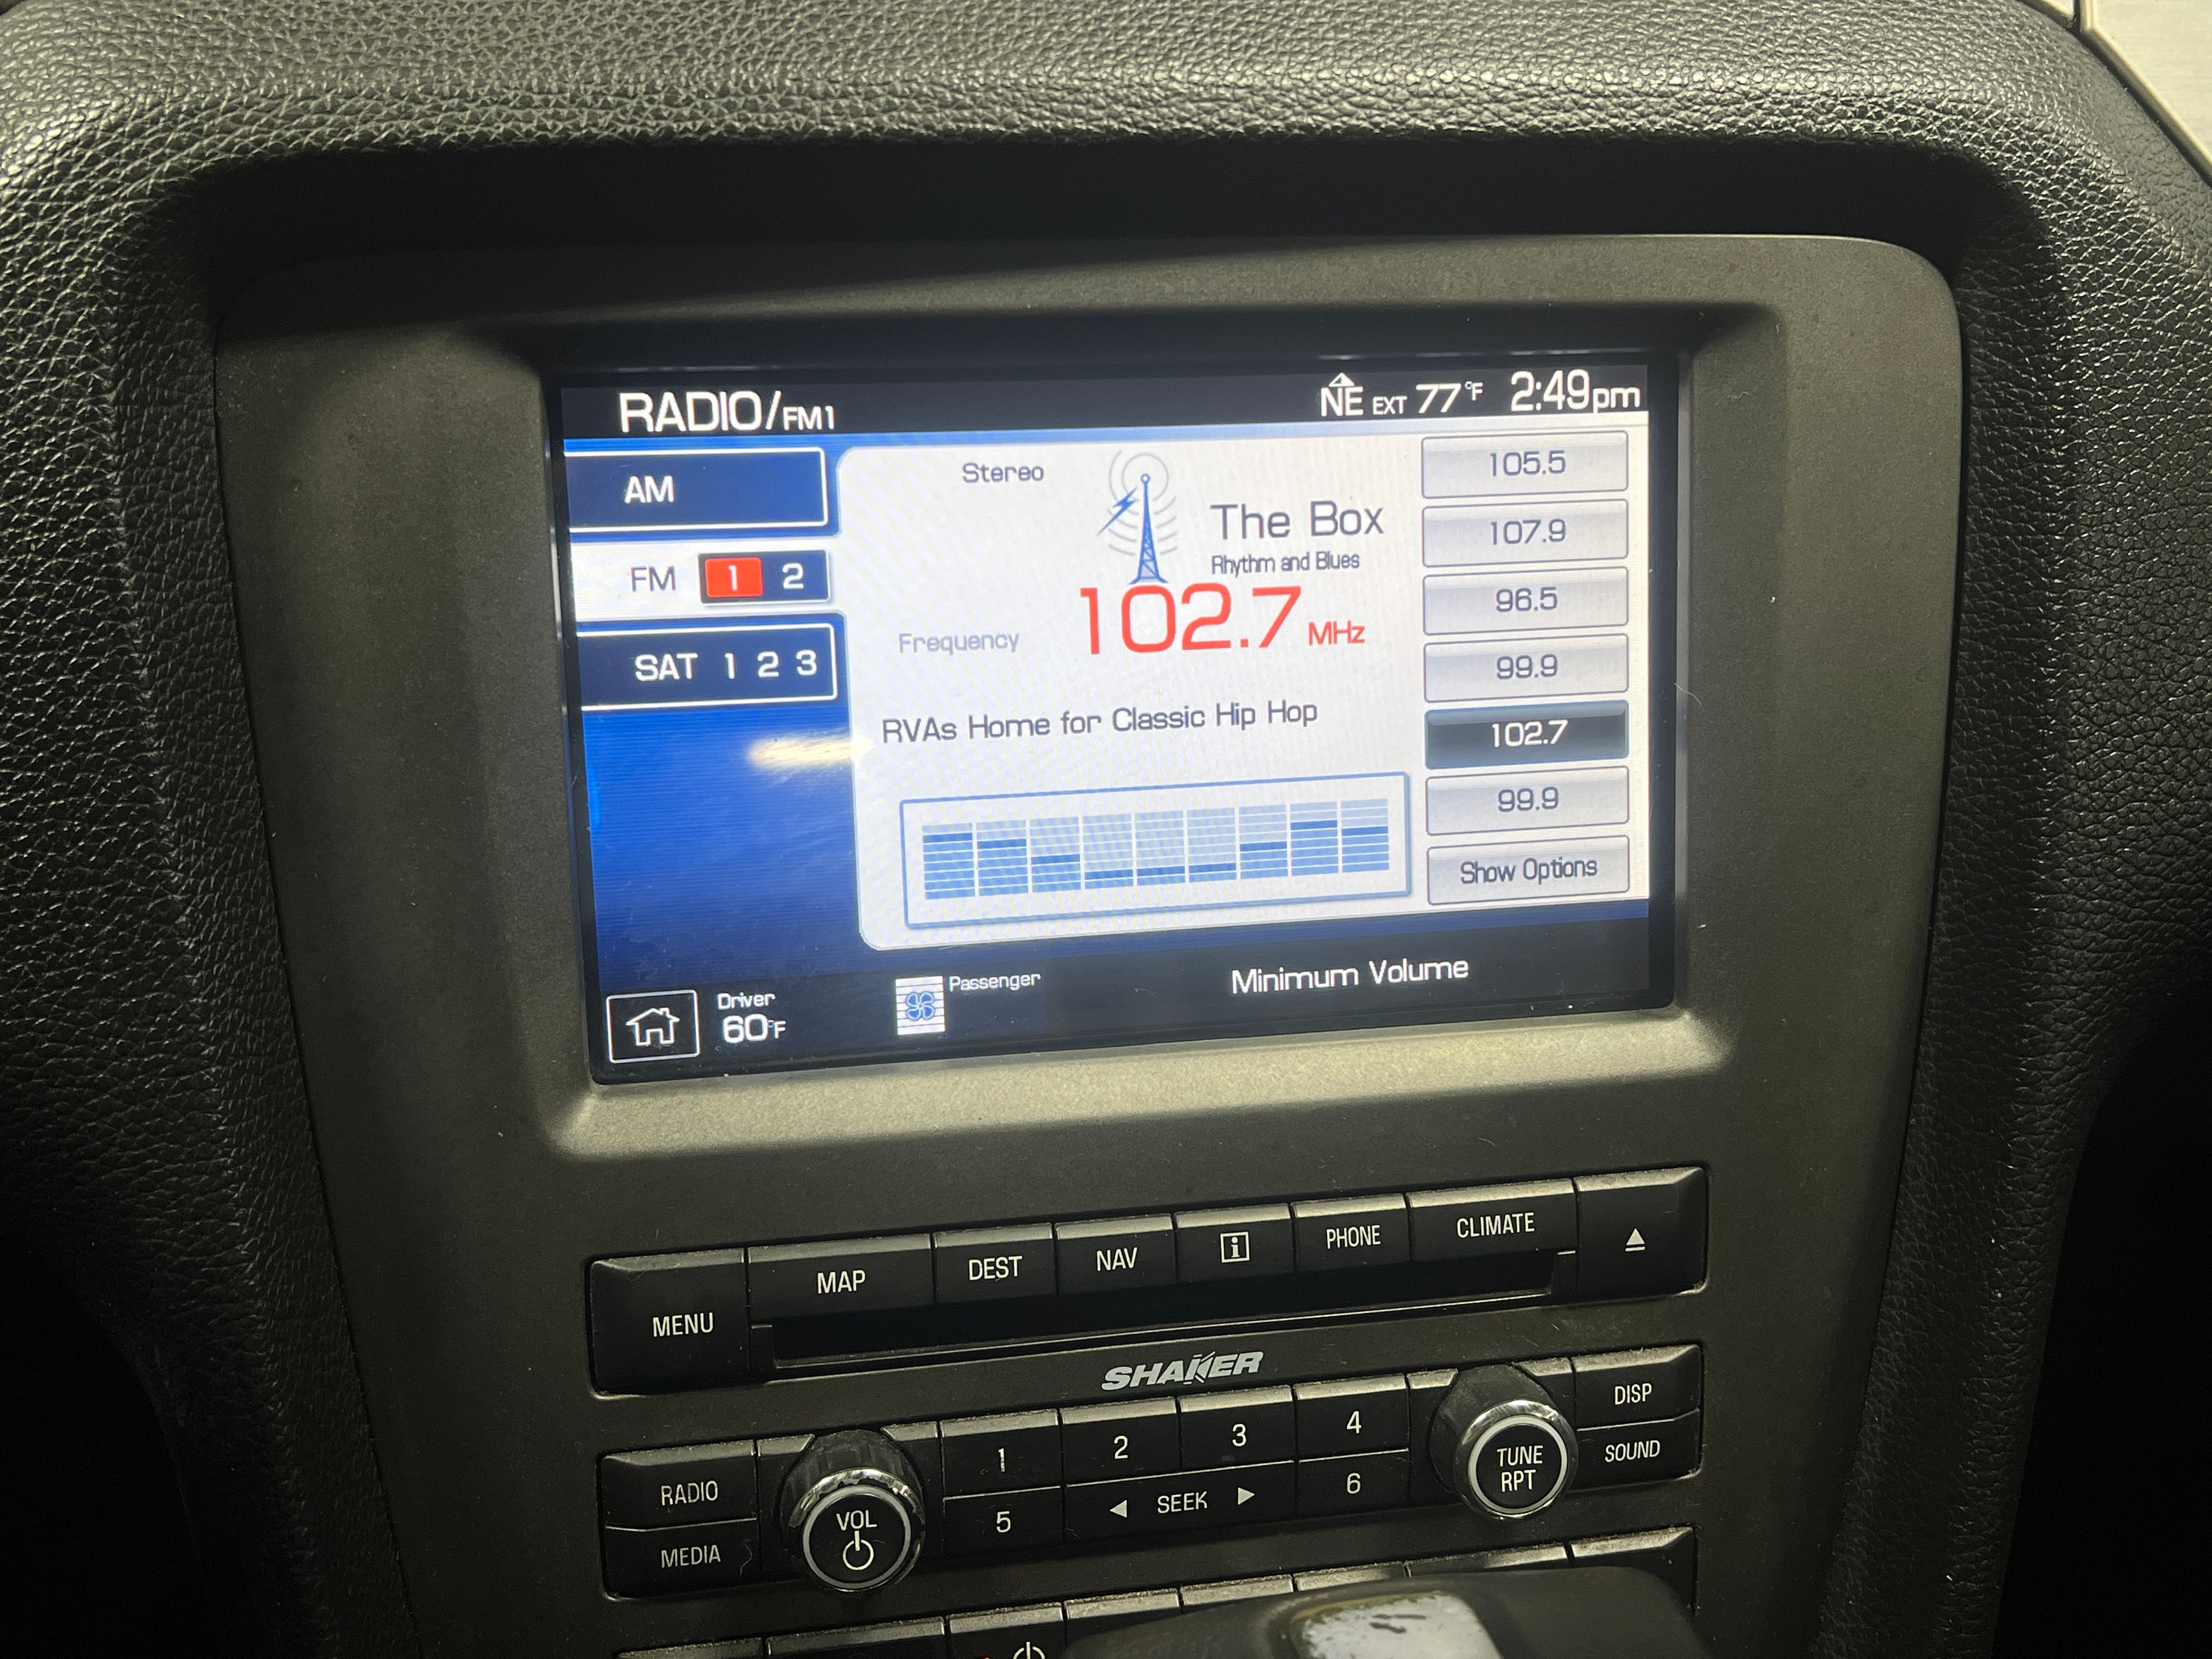 RADIO/FM1
NE EXT 77°F 2:49pm
AM
FM 1 2
SAT 1 2 3
Stereo
The Box
Rhythm and Blues
Frequency 102.7 MHz
RVAs Home for Classic Hip Hop
105.5
107.9
96.5
99.9
102.7
99.9
Show Options
Driver
60°F
Passenger
Minimum Volume
MENU MAP DEST NAV i PHONE CLIMATE
SHAKER
RADIO
MEDIA
VOL
1 2 3 4
5 SEEK 6
TUNE
RPT
DISP
SOUND